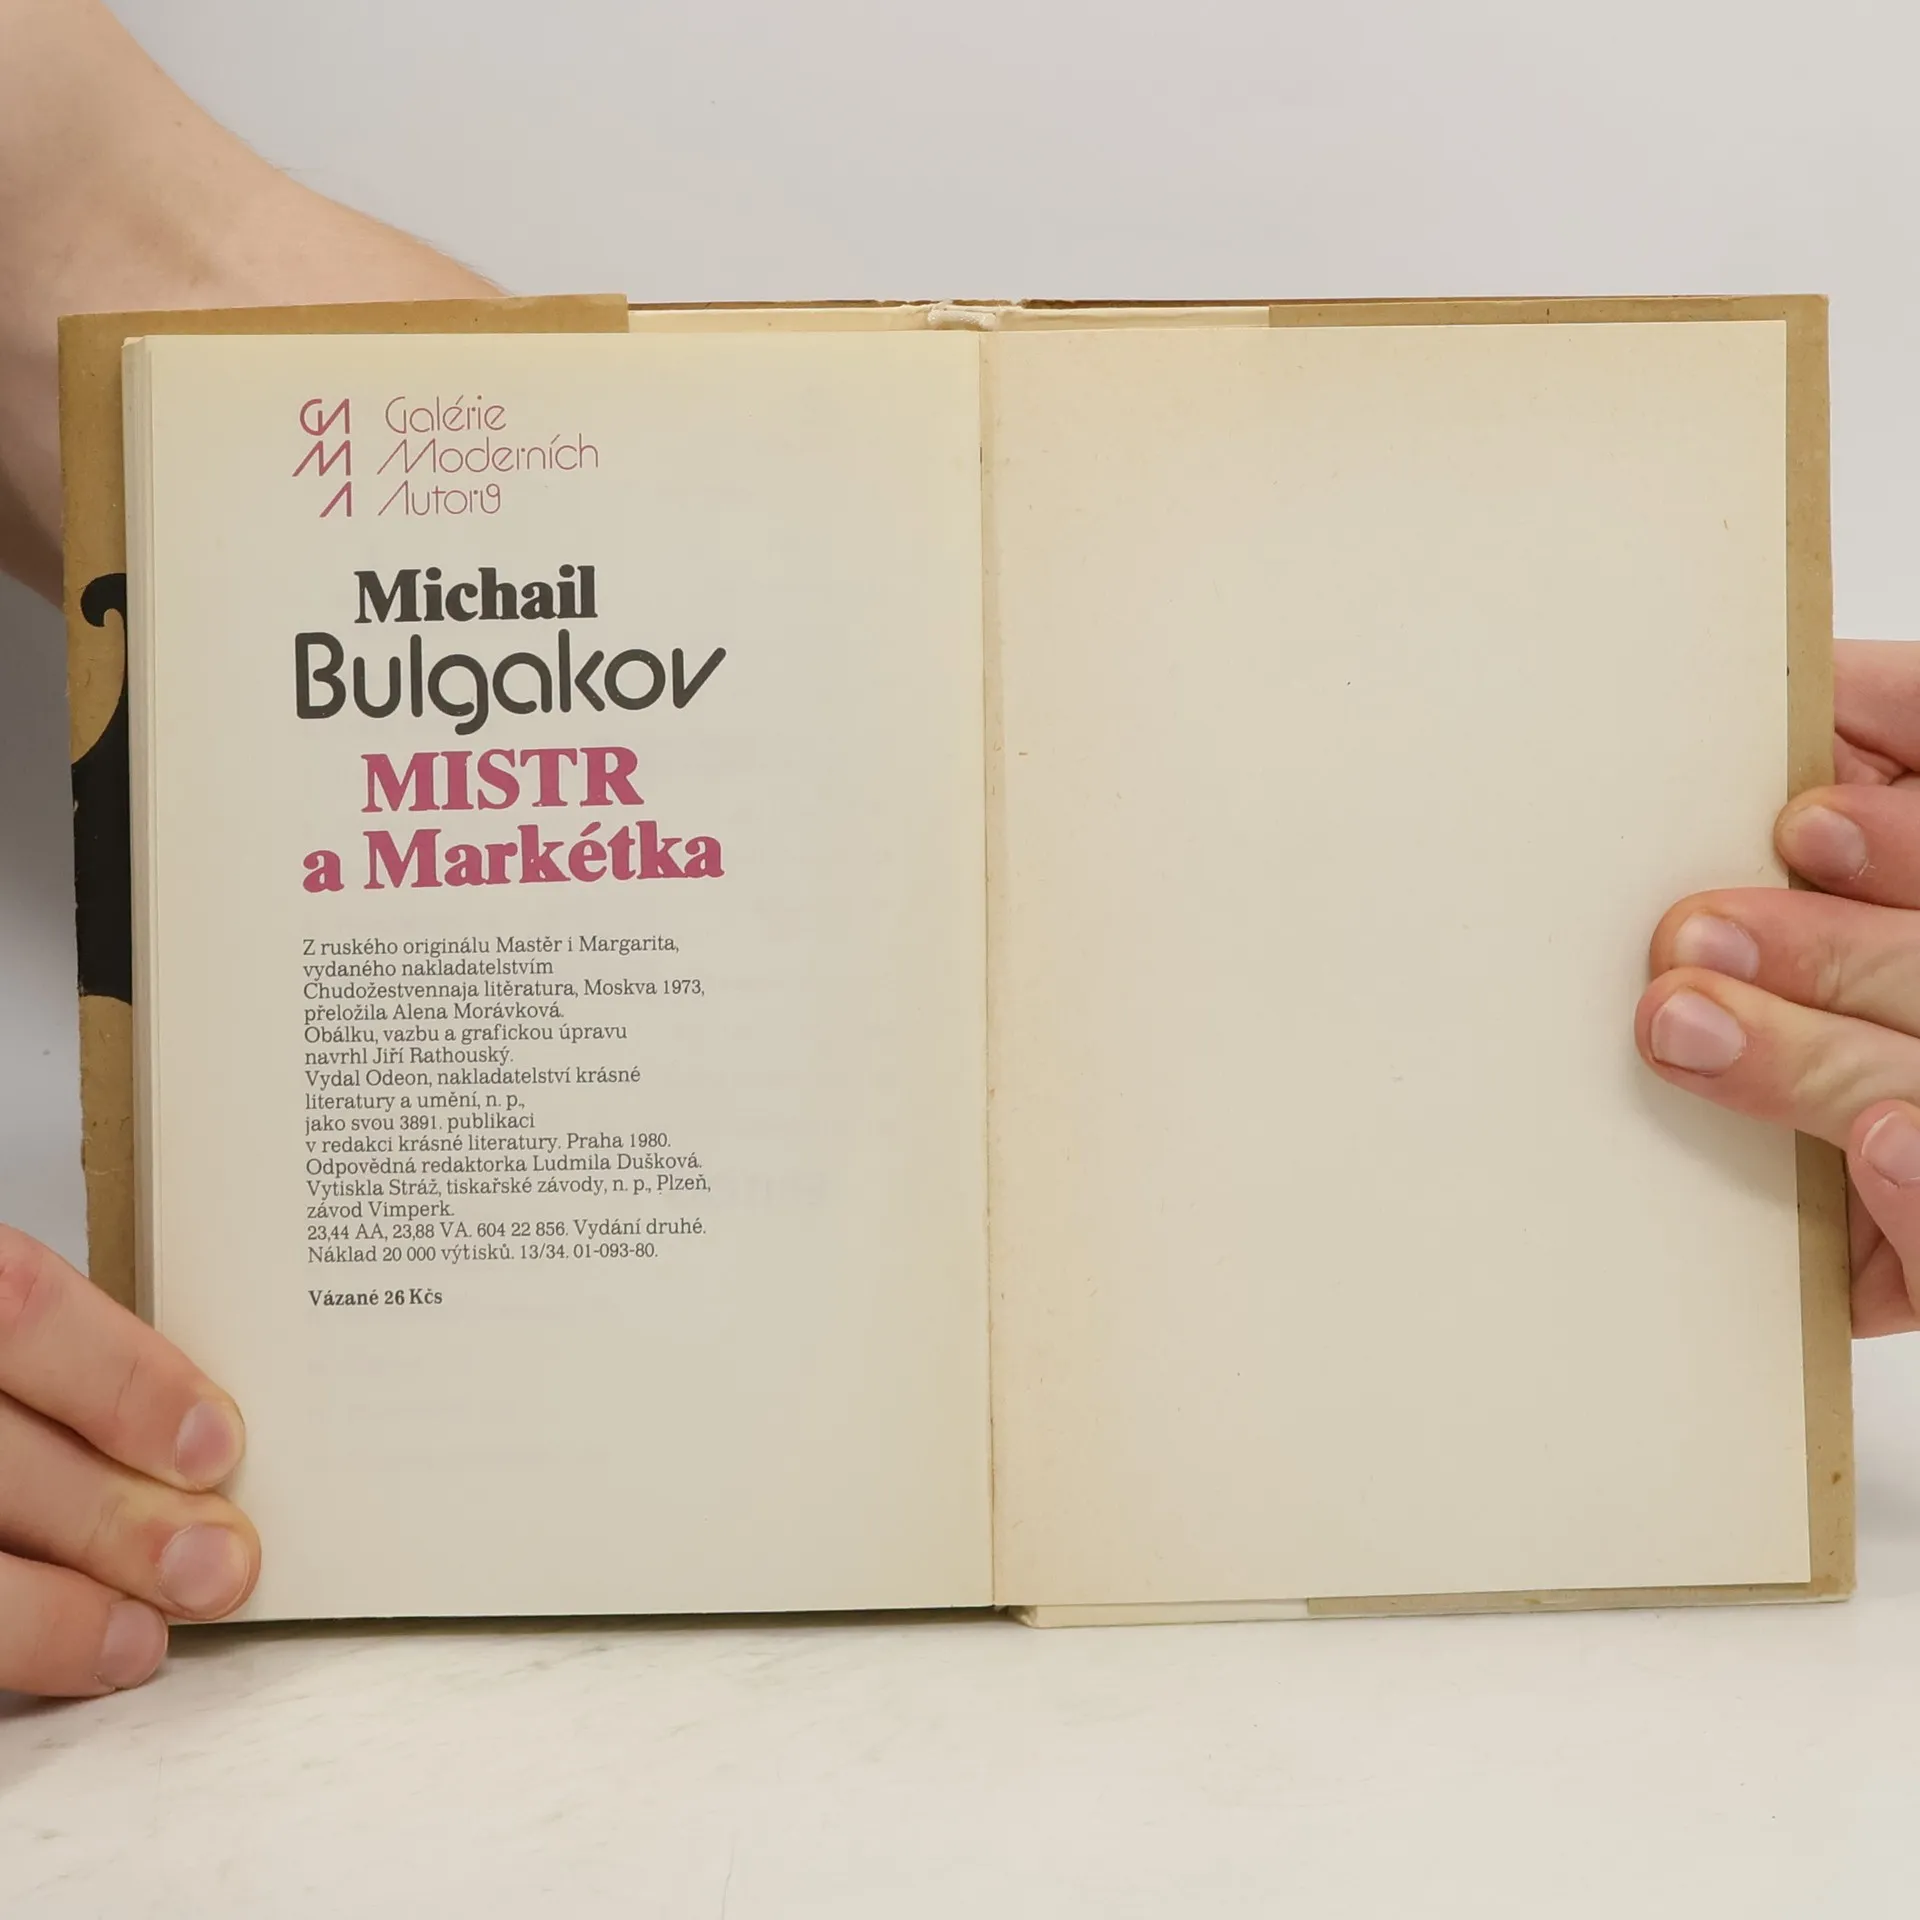 GMA
Galérie
Moderních
Autorů
Michail
Bulgakov
MISTR
a Markétka
Z ruského originálu Mastěr i Margarita,
vydaného nakladatelstvím
Chudožestvennaja litěratura, Moskva 1973,
přeložila Alena Morávková.
Obálku, vazbu a grafickou úpravu
navrhl Jiří Rathouský.
Vydal Odeon, nakladatelství krásné
literatury a umění, n. p.,
jako svou 3891. publikaci
v redakci krásné literatury. Praha 1980.
Odpovědná redaktorka Ludmila Dušková.
Vytiskla Stráž, tiskařské závody, n. p., Plzeň,
závod Vimperk.
23,44 AA, 23,88 VA. 604 22 856. Vydání druhé.
Náklad 20 000 výtisků. 13/34. 01-093-80.
Vázané 26 Kčs